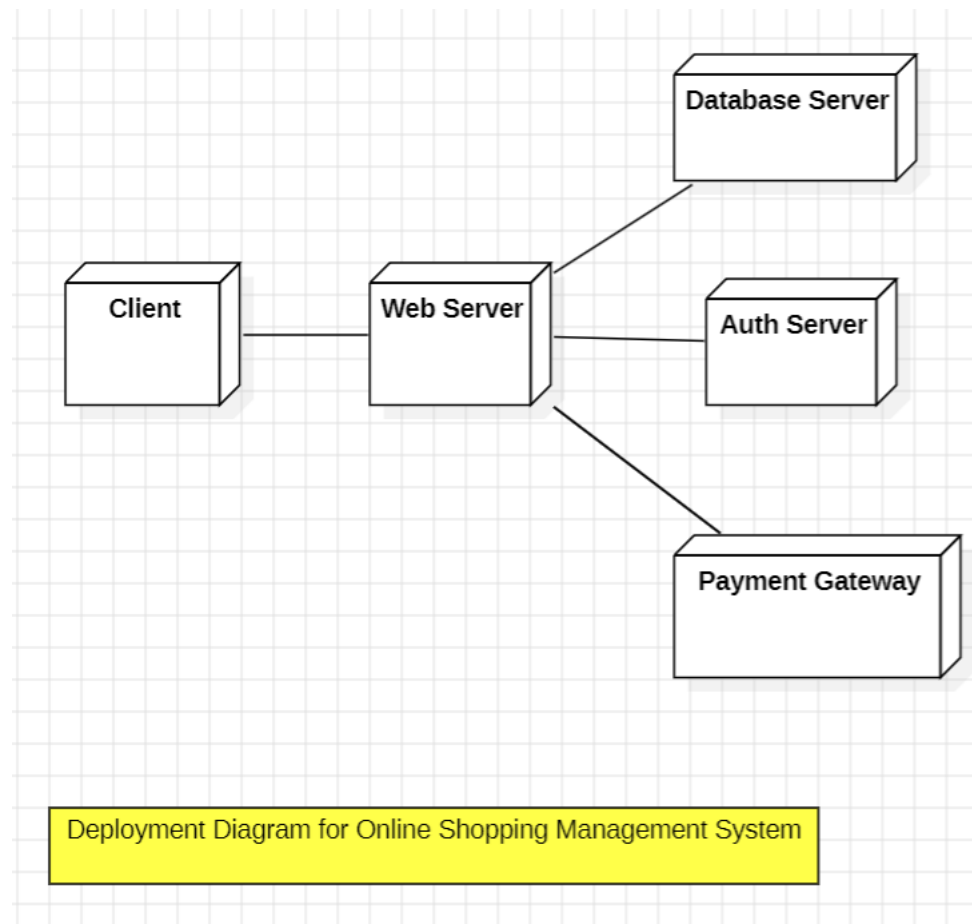 Database Server
Client
Web Server
Auth Server
Payment Gateway
Deployment Diagram for Online Shopping Management System